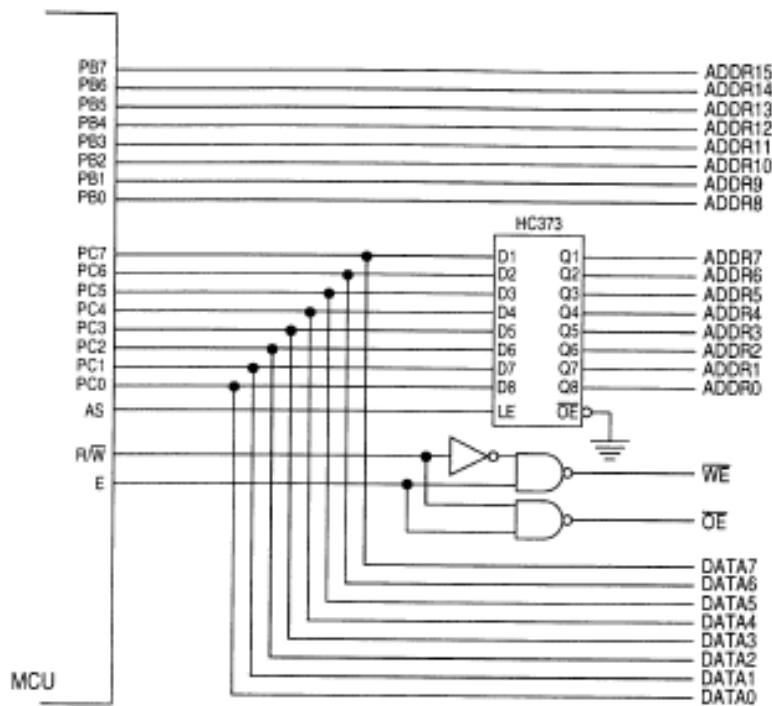 PB7 ADDR15
PB6 ADDR14
PB5 ADDR13
PB4 ADDR12
PB3 ADDR11
PB2 ADDR10
PB1 ADDR9
PB0 ADDR8
HC373
PC7 D1 Q1 ADDR7
PC6 D2 Q2 ADDR6
PC5 D3 Q3 ADDR5
PC4 D4 Q4 ADDR4
PC3 D5 Q5 ADDR3
PC2 D6 Q6 ADDR2
PC1 D7 Q7 ADDR1
PC0 D8 Q8 ADDR0
AS LE O̅E̅
R/W̅
W̅E̅
E
O̅E̅
DATA7
DATA6
DATA5
DATA4
DATA3
DATA2
MCU DATA1
DATA0